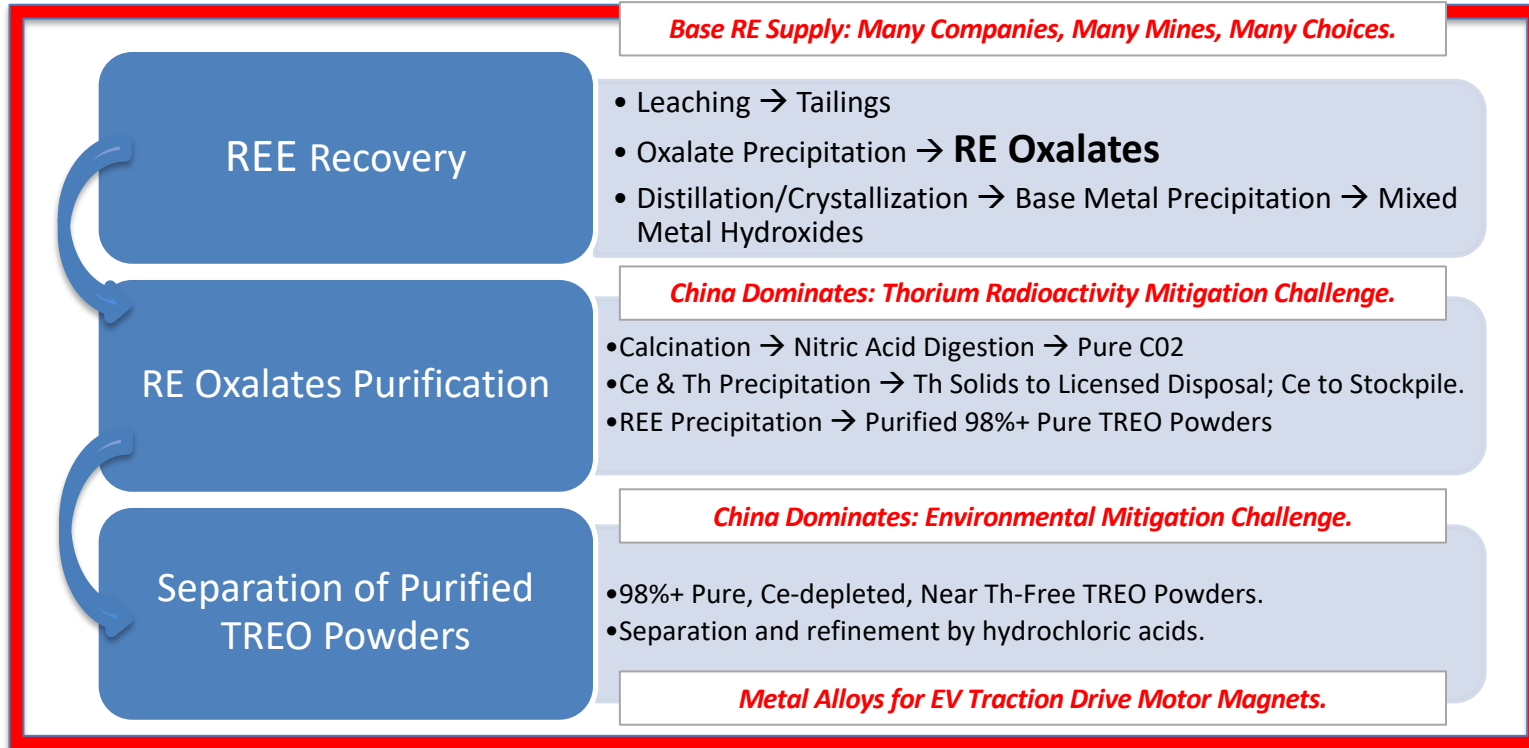 Base RE Supply: Many Companies, Many Mines, Many Choices.
REE Recovery
• Leaching → Tailings
• Oxalate Precipitation → RE Oxalates
• Distillation/Crystallization → Base Metal Precipitation → Mixed
Metal Hydroxides
China Dominates: Thorium Radioactivity Mitigation Challenge.
RE Oxalates Purification
•Calcination → Nitric Acid Digestion → Pure C02
•Ce & Th Precipitation → Th Solids to Licensed Disposal; Ce to Stockpile.
•REE Precipitation → Purified 98%+ Pure TREO Powders
China Dominates: Environmental Mitigation Challenge.
Separation of Purified
TREO Powders
•98%+ Pure, Ce-depleted, Near Th-Free TREO Powders.
•Separation and refinement by hydrochloric acids.
Metal Alloys for EV Traction Drive Motor Magnets.